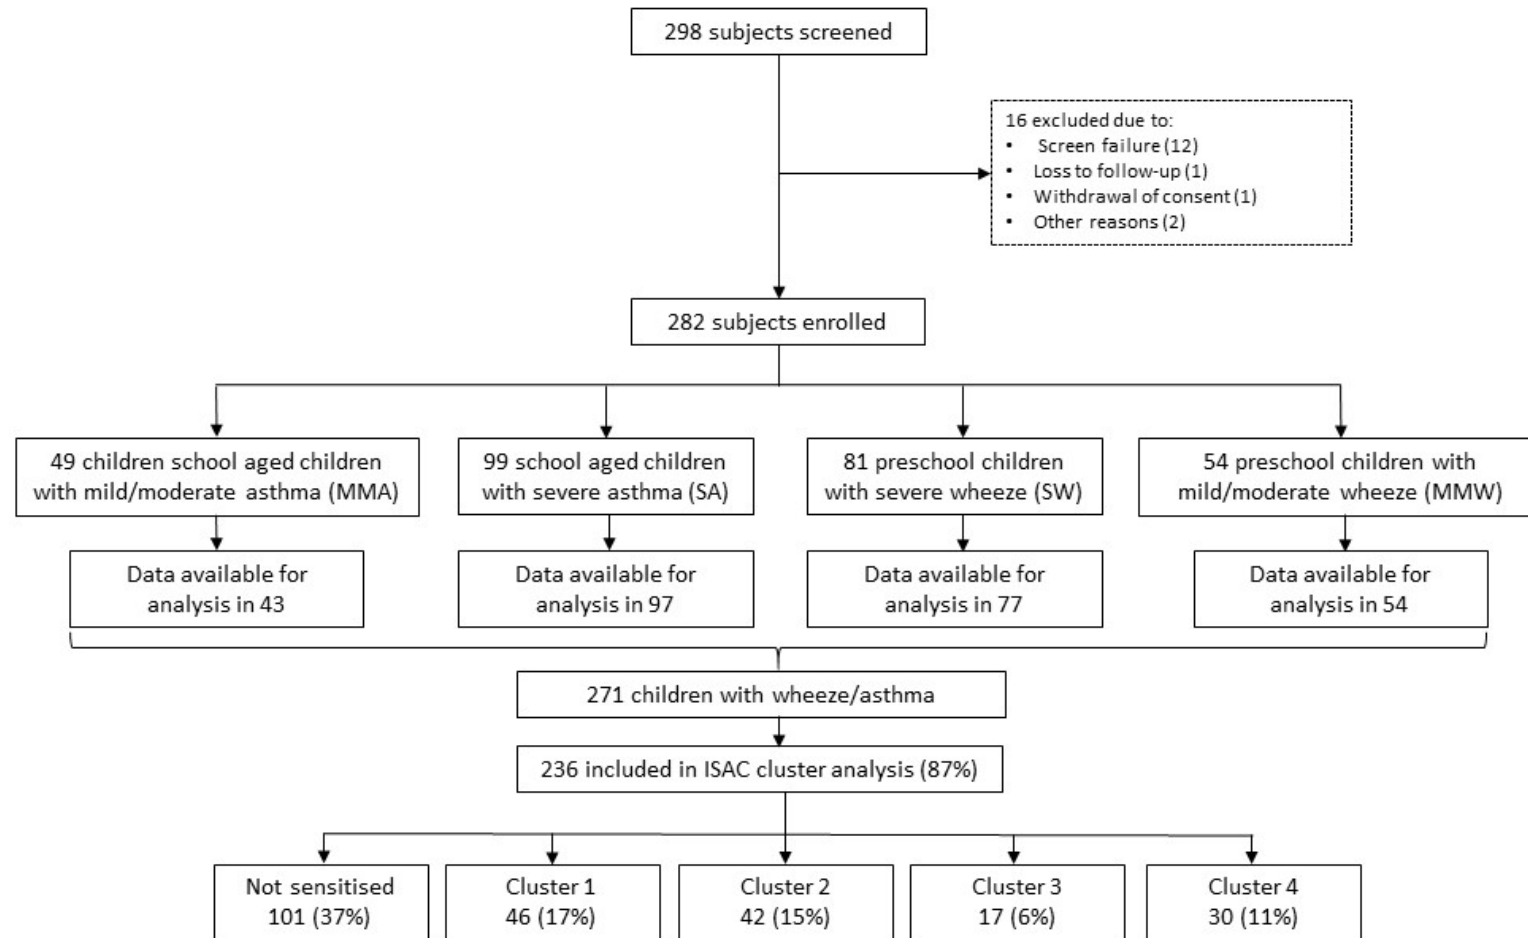 298 subjects screened
16 excluded due to:
• Screen failure (12)
• Loss to follow-up (1)
• Withdrawal of consent (1)
• Other reasons (2)
282 subjects enrolled
49 children school aged children
with mild/moderate asthma (MMA)
99 school aged children
with severe asthma (SA)
81 preschool children
with severe wheeze (SW)
54 preschool children with
mild/moderate wheeze (MMW)
Data available for
analysis in 43
Data available for
analysis in 97
Data available for
analysis in 77
Data available for
analysis in 54
271 children with wheeze/asthma
236 included in ISAC cluster analysis (87%)
Not sensitised
101 (37%)
Cluster 1
46 (17%)
Cluster 2
42 (15%)
Cluster 3
17 (6%)
Cluster 4
30 (11%)